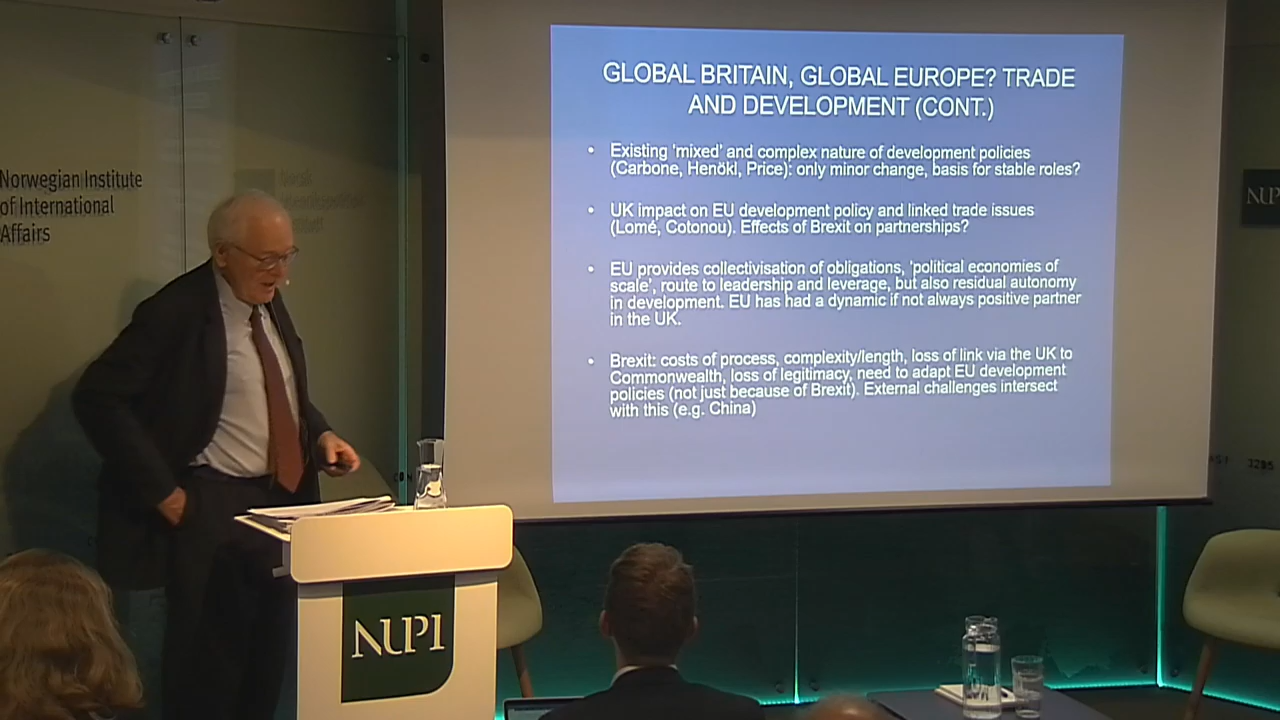 Norwegian Institute
of International
Affairs
GLOBAL BRITAIN, GLOBAL EUROPE? TRADE
AND DEVELOPMENT (CONT.)
• Existing 'mixed' and complex nature of development policies
(Carbone, Henökl, Price): only minor change, basis for stable roles?
• UK impact on EU development policy and linked trade issues
(Lomé, Cotonou). Effects of Brexit on partnerships?
• EU provides collectivisation of obligations, 'political economies of
scale', route to leadership and leverage, but also residual autonomy
in development. EU has had a dynamic if not always positive partner
in the UK.
• Brexit: costs of process, complexity/length, loss of link via the UK to
Commonwealth, loss of legitimacy, need to adapt EU development
policies (not just because of Brexit). External challenges intersect
with this (e.g. China)
NUPI